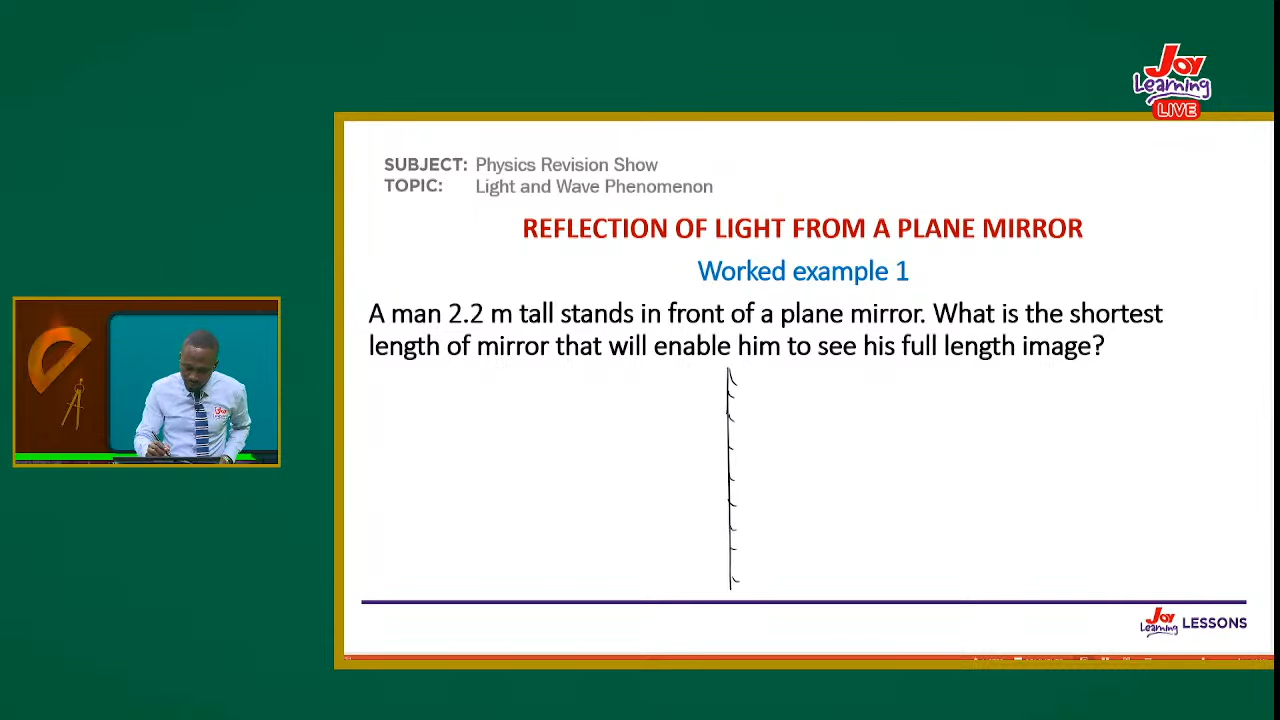 Joy
Learning
LIVE
SUBJECT: Physics Revision Show
TOPIC: Light and Wave Phenomenon
REFLECTION OF LIGHT FROM A PLANE MIRROR
Worked example 1
A man 2.2 m tall stands in front of a plane mirror. What is the shortest
length of mirror that will enable him to see his full length image?
Joy
Learning LESSONS